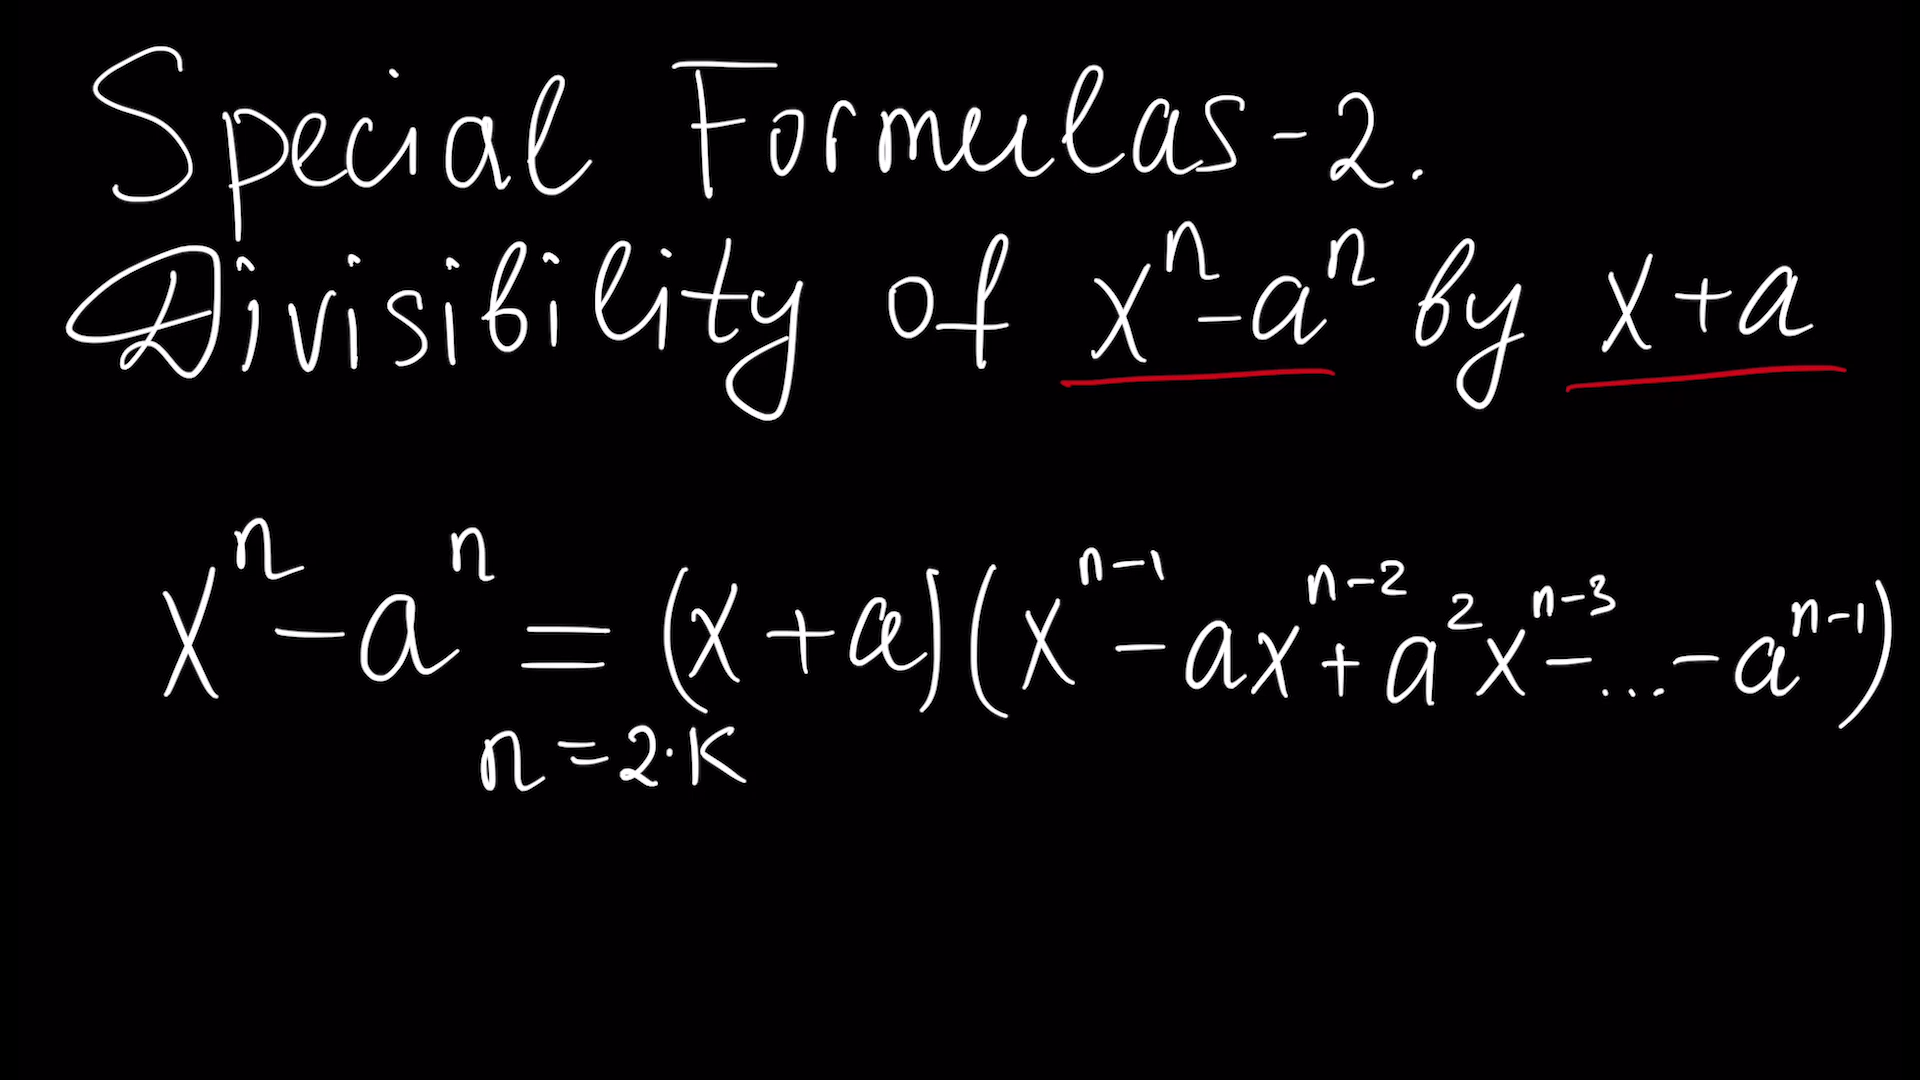 Special Formulas-2.
Divisibility of xⁿ-aⁿ by x+a
xⁿ-aⁿ = (x+a)(xⁿ⁻¹-axⁿ⁻²+a²xⁿ⁻³-...-aⁿ⁻¹)
n=2·K